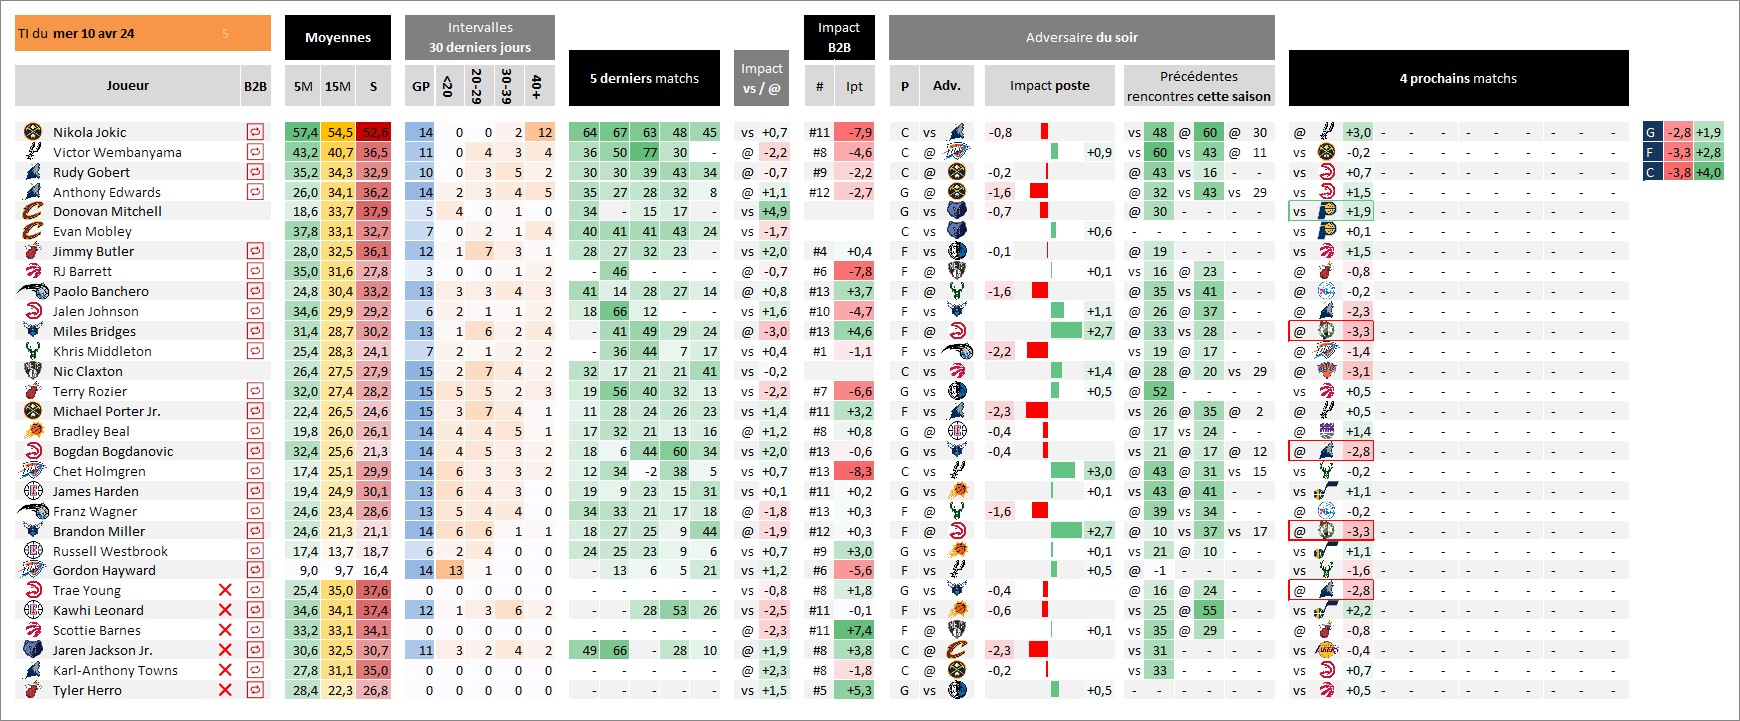 TI du mer 10 avr 24 5
Moyennes
Intervalles
30 derniers jours
5 derniers matchs
Impact
vs / @
Impact
B2B
Adversaire du soir
4 prochains matchs
Joueur B2B 5M 15M S GP <20 20-29 30-39 40+ # Ipt P Adv. Impact poste Précédentes
rencontres cette saison
Nikola Jokic 57,4 54,5 52,6 14 0 0 2 12 64 67 63 48 45 vs +0,7 #11 -7,9 C vs -0,8 vs 48 @ 60 @ 30 @ +3,0 - - - - - - - - G -2,8 +1,9
Victor Wembanyama 43,2 40,7 36,5 11 0 4 3 4 36 50 77 30 - @ -2,2 #8 -4,6 C @ +0,9 vs 60 vs 43 @ 11 vs -0,2 - - - - - - - - F -3,3 +2,8
Rudy Gobert 35,2 34,3 32,9 10 0 3 5 2 30 30 39 43 34 @ -0,7 #9 -2,2 C @ -0,2 @ 43 vs 16 - - vs +0,7 - - - - - - - - C -3,8 +4,0
Anthony Edwards 26,0 34,1 36,2 14 2 3 4 5 35 27 28 32 8 @ +1,1 #12 -2,7 G @ -1,6 @ 32 vs 43 vs 29 vs +1,5 - - - - - - - -
Donovan Mitchell 18,6 33,7 37,9 5 4 0 1 0 34 - 15 17 - vs +4,9 G vs -0,7 @ 30 - - - - vs +1,9 - - - - - - - -
Evan Mobley 37,8 33,1 32,7 7 0 2 1 4 40 41 41 43 24 vs -1,7 C vs +0,6 - - - - - - vs +0,1 - - - - - - - -
Jimmy Butler 28,0 32,5 36,1 12 1 7 3 1 28 27 32 23 - vs +2,0 #4 +0,4 F vs -0,1 @ 19 - - - - vs +1,5 - - - - - - - -
RJ Barrett 35,0 31,6 27,8 3 0 0 1 2 - 46 - - - @ -0,7 #6 -7,8 F @ +0,1 vs 16 @ 23 - - @ -0,8 - - - - - - - -
Paolo Banchero 24,8 30,4 33,2 13 3 3 4 3 41 14 28 27 14 @ +0,8 #13 +3,7 F @ -1,6 @ 35 vs 41 - - @ -0,2 - - - - - - - -
Jalen Johnson 34,6 29,9 29,2 6 2 1 1 2 18 66 12 - - vs +1,6 #10 -4,7 F vs +1,1 @ 26 @ 37 - - @ -2,3 - - - - - - - -
Miles Bridges 31,4 28,7 30,2 13 1 6 2 4 - 41 49 29 24 @ -3,0 #13 +4,6 F @ +2,7 @ 33 vs 28 - - @ -3,3 - - - - - - - -
Khris Middleton 25,4 28,3 24,1 7 2 1 2 2 - 36 44 7 17 vs +0,4 #1 -1,1 F vs -2,2 vs 19 @ 17 - - @ -1,4 - - - - - - - -
Nic Claxton 26,4 27,5 27,9 15 2 7 4 2 32 17 21 21 41 vs -0,2 C vs +1,4 @ 28 @ 20 vs 29 @ -3,1 - - - - - - - -
Terry Rozier 32,0 27,4 28,2 15 5 5 2 3 19 56 40 32 13 vs -2,2 #7 -6,6 G vs +0,5 @ 52 - - - - vs +0,5 - - - - - - - -
Michael Porter Jr. 22,4 26,5 24,6 15 3 7 4 1 11 28 24 26 23 vs +1,4 #11 +3,2 F vs -2,3 vs 26 @ 35 @ 2 @ +0,5 - - - - - - - -
Bradley Beal 19,8 26,0 26,1 14 4 4 5 1 17 32 21 13 16 @ +1,2 #8 +0,8 G @ -0,4 @ 17 vs 24 - - @ +1,4 - - - - - - - -
Bogdan Bogdanovic 32,4 25,6 21,3 14 4 5 3 2 18 6 44 60 34 vs +2,0 #13 -0,6 G vs -0,4 vs 21 @ 17 @ 12 @ -2,8 - - - - - - - -
Chet Holmgren 17,4 25,1 29,9 14 6 3 3 2 12 34 -2 38 5 vs +0,7 #13 -8,3 C vs +3,0 @ 43 @ 31 vs 15 vs -0,2 - - - - - - - -
James Harden 19,4 24,9 30,1 13 6 4 3 0 19 9 23 15 31 vs +0,1 #11 +0,2 G vs +0,1 vs 43 @ 41 - - vs +1,1 - - - - - - - -
Franz Wagner 24,6 23,4 28,6 13 5 4 4 0 34 33 21 17 18 @ -1,8 #13 +0,3 F @ -1,6 @ 39 vs 34 - - @ -0,2 - - - - - - - -
Brandon Miller 24,6 21,3 21,1 14 6 6 1 1 18 27 25 9 44 @ -1,9 #12 +0,3 F @ +2,7 @ 10 vs 37 vs 17 @ -3,3 - - - - - - - -
Russell Westbrook 17,4 13,7 18,7 6 2 4 0 0 24 25 23 9 6 vs +0,7 #9 +3,0 G vs +0,1 vs 21 @ 10 - - vs +1,1 - - - - - - - -
Gordon Hayward 9,0 9,7 16,4 14 13 1 0 0 - 13 6 5 21 vs +1,2 #6 -5,6 F vs +0,5 @ -1 - - - - vs -1,6 - - - - - - - -
Trae Young 25,4 35,0 37,6 0 0 0 0 0 - - - - - vs -0,8 #8 +1,8 G vs -0,4 @ 16 @ 24 - - @ -2,8 - - - - - - - -
Kawhi Leonard 34,6 34,1 37,4 12 1 3 6 2 - - 28 53 26 vs -2,5 #11 -0,1 F vs -0,6 vs 25 @ 55 - - vs +2,2 - - - - - - - -
Scottie Barnes 33,2 33,1 34,1 0 0 0 0 0 - - - - - @ -2,3 #11 +7,4 F @ +0,1 vs 35 @ 29 - - @ -0,8 - - - - - - - -
Jaren Jackson Jr. 30,6 32,5 30,7 11 3 2 4 2 49 66 - 28 10 @ +1,9 #8 +3,8 C @ -2,3 vs 31 - - - - vs -0,4 - - - - - - - -
Karl-Anthony Towns 27,8 31,1 35,0 0 0 0 0 0 - - - - - @ +2,3 #8 -1,8 C @ -0,2 vs 33 - - - - vs +0,7 - - - - - - - -
Tyler Herro 28,4 22,3 26,8 0 0 0 0 0 - - - - - vs +1,5 #5 +5,3 G vs +0,5 - - - - - - vs +0,5 - - - - - - - -